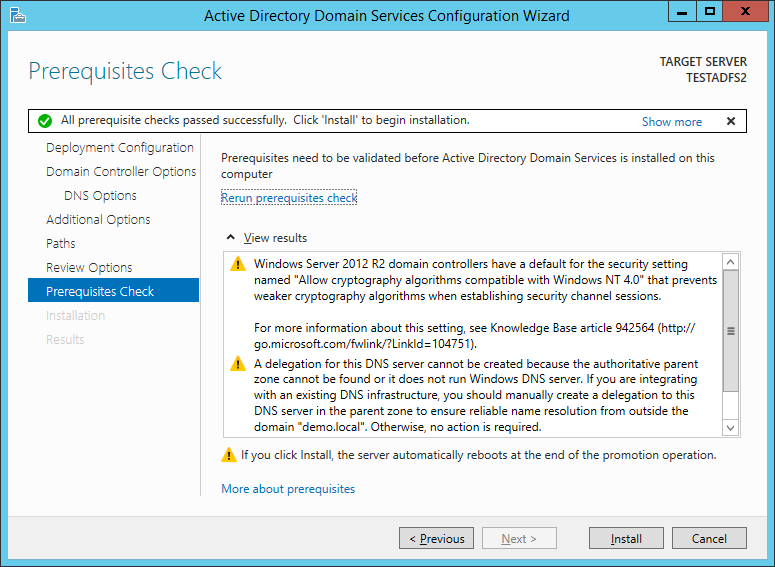 Active Directory Domain Services Configuration Wizard
Prerequisites Check
TARGET SERVER
TESTADFS2
All prerequisite checks passed successfully.  Click 'Install' to begin installation.
Show more
Deployment Configuration
Domain Controller Options
DNS Options
Additional Options
Paths
Review Options
Prerequisites Check
Installation
Results
Prerequisites need to be validated before Active Directory Domain Services is installed on this
computer
Rerun prerequisites check
View results
Windows Server 2012 R2 domain controllers have a default for the security setting
named "Allow cryptography algorithms compatible with Windows NT 4.0" that prevents
weaker cryptography algorithms when establishing security channel sessions.
For more information about this setting, see Knowledge Base article 942564 (http://
go.microsoft.com/fwlink/?LinkId=104751).
A delegation for this DNS server cannot be created because the authoritative parent
zone cannot be found or it does not run Windows DNS server. If you are integrating
with an existing DNS infrastructure, you should manually create a delegation to this
DNS server in the parent zone to ensure reliable name resolution from outside the
domain "demo.local". Otherwise, no action is required.
If you click Install, the server automatically reboots at the end of the promotion operation.
More about prerequisites
< Previous
Next >
Install
Cancel